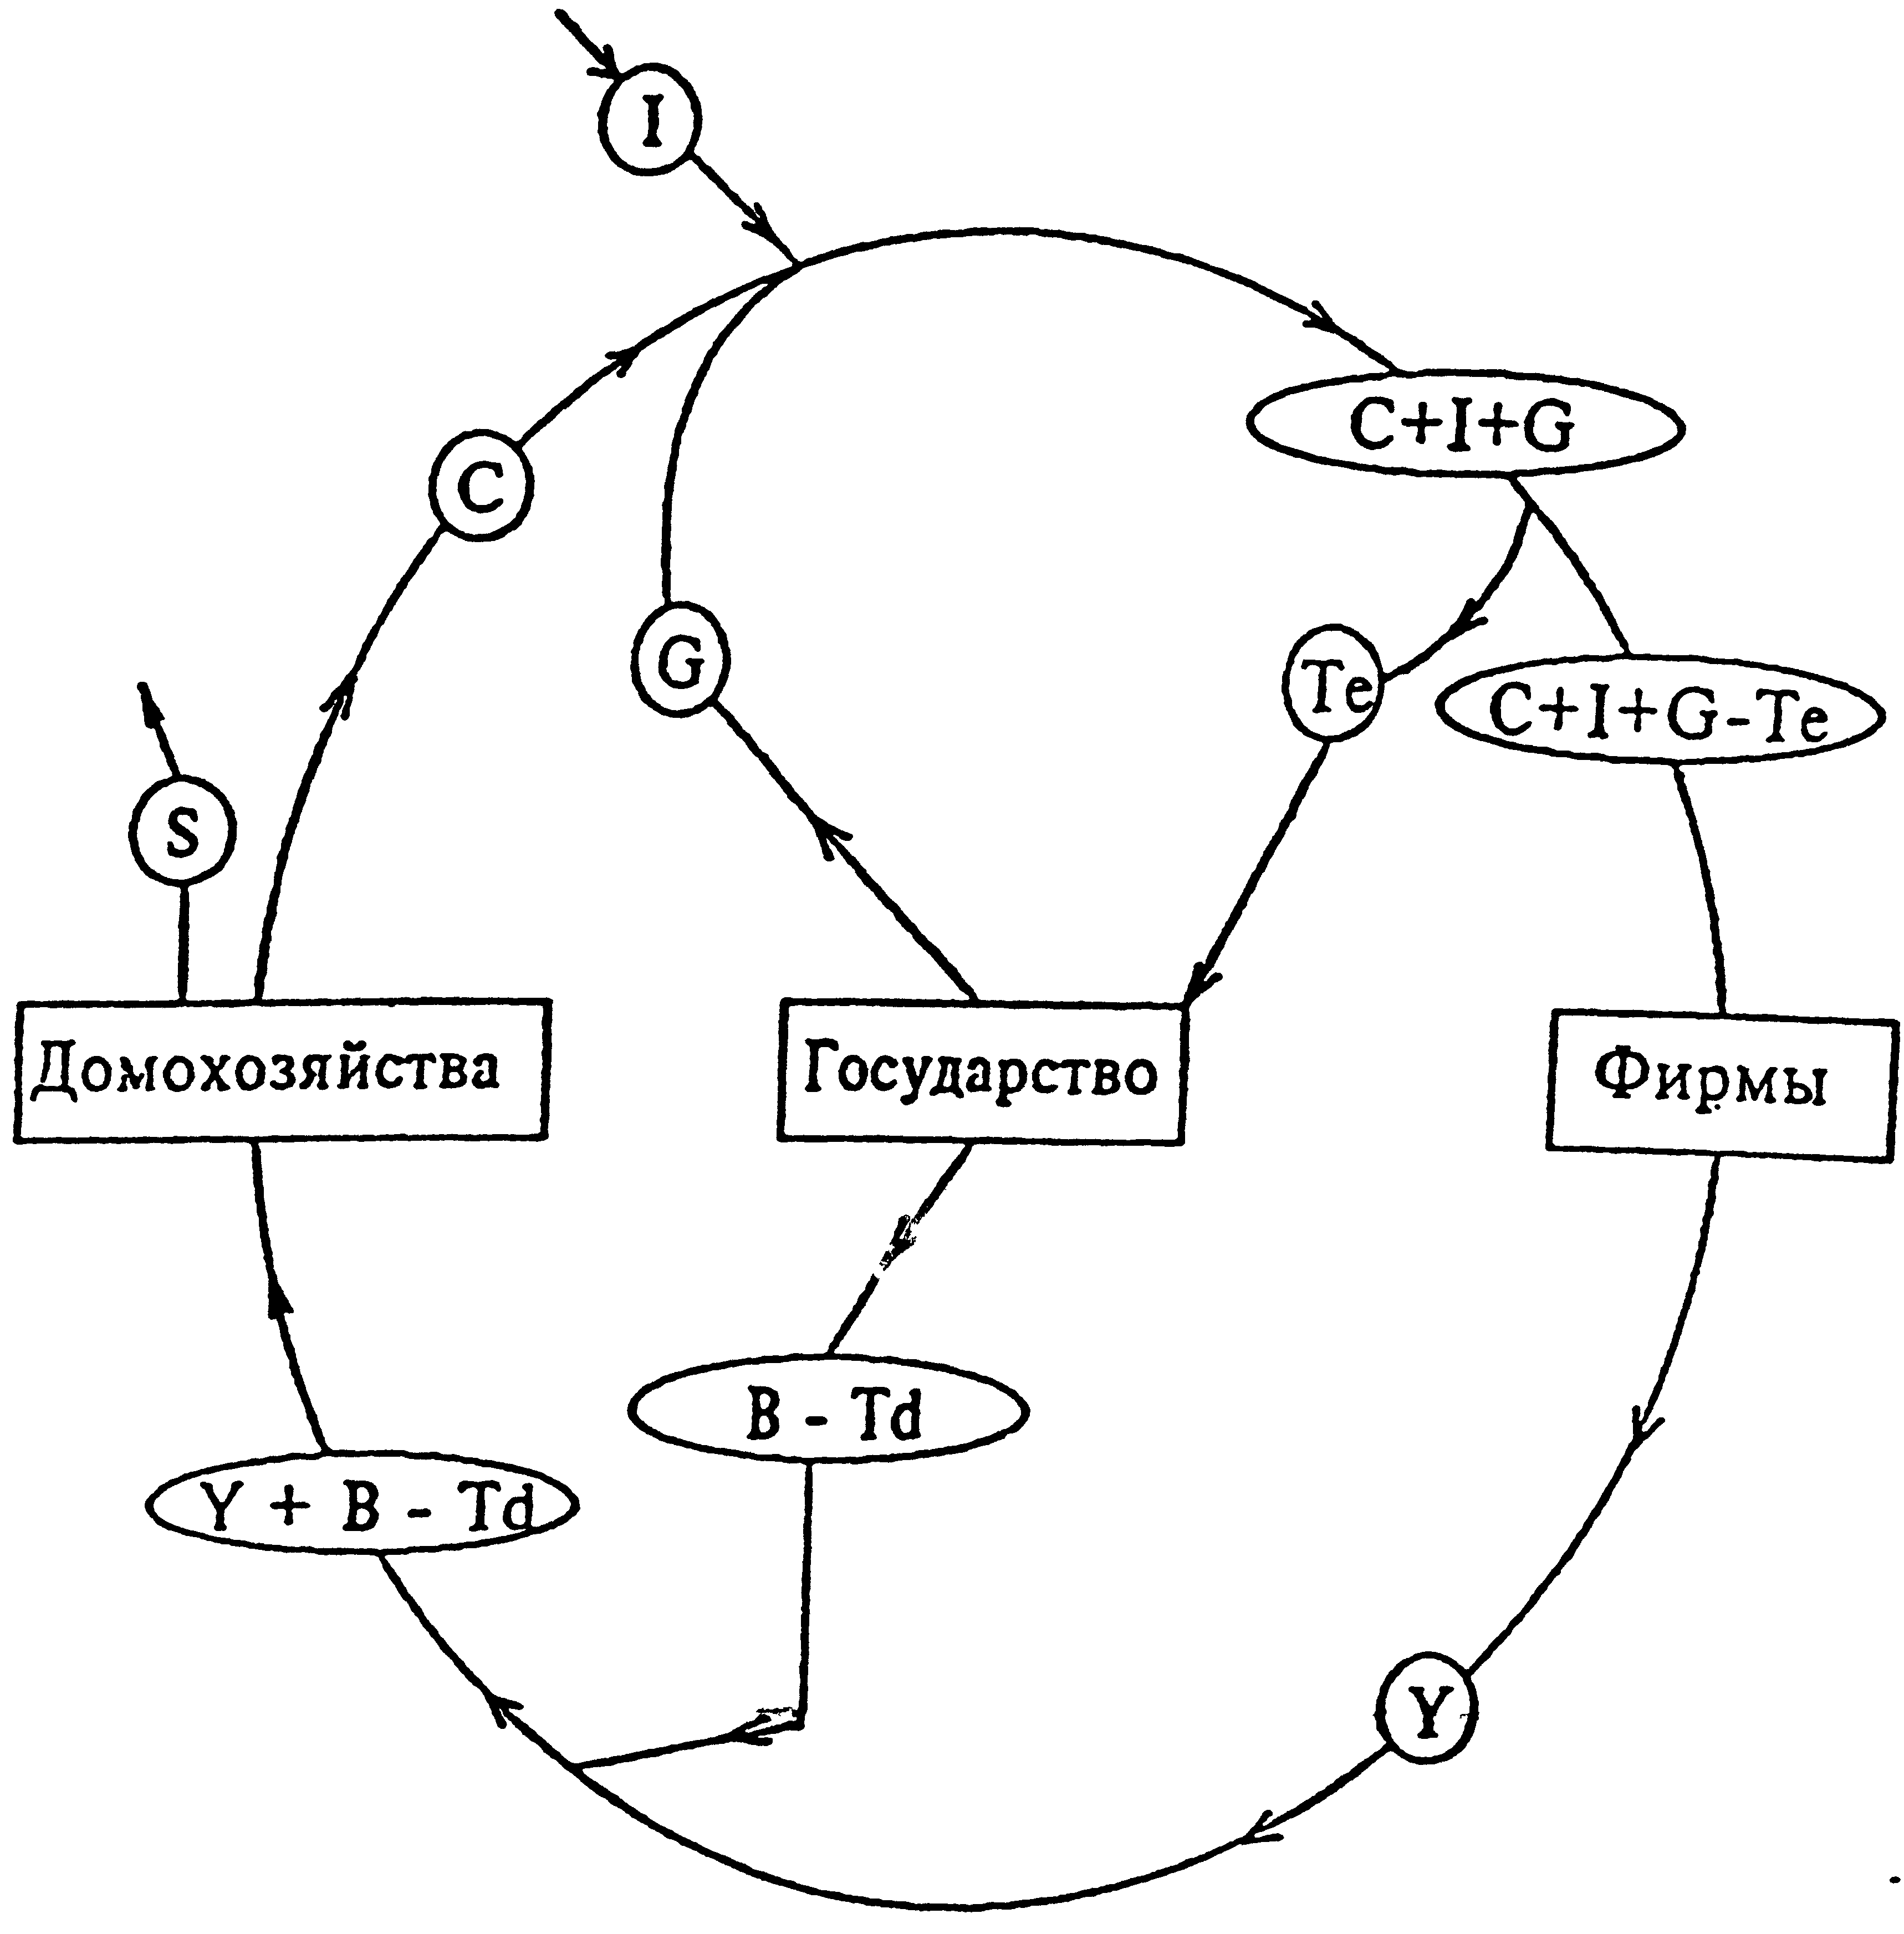 I
C+I+G
C
G
Te
C+I+G-Te
S
Домохозяйства
Государство
Фирмы
B - Td
Y + B - Td
Y